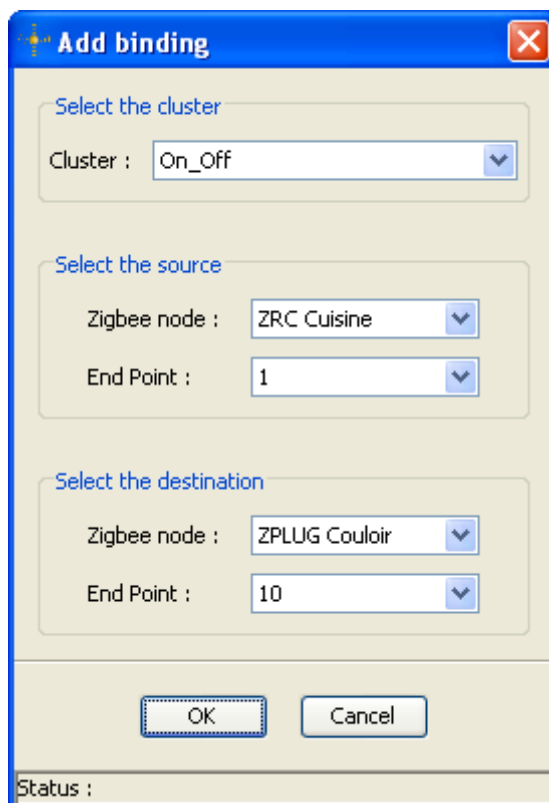 Add binding
Select the cluster
Cluster : On_Off
Select the source
Zigbee node : ZRC Cuisine
End Point : 1
Select the destination
Zigbee node : ZPLUG Couloir
End Point : 10
OK Cancel
Status :